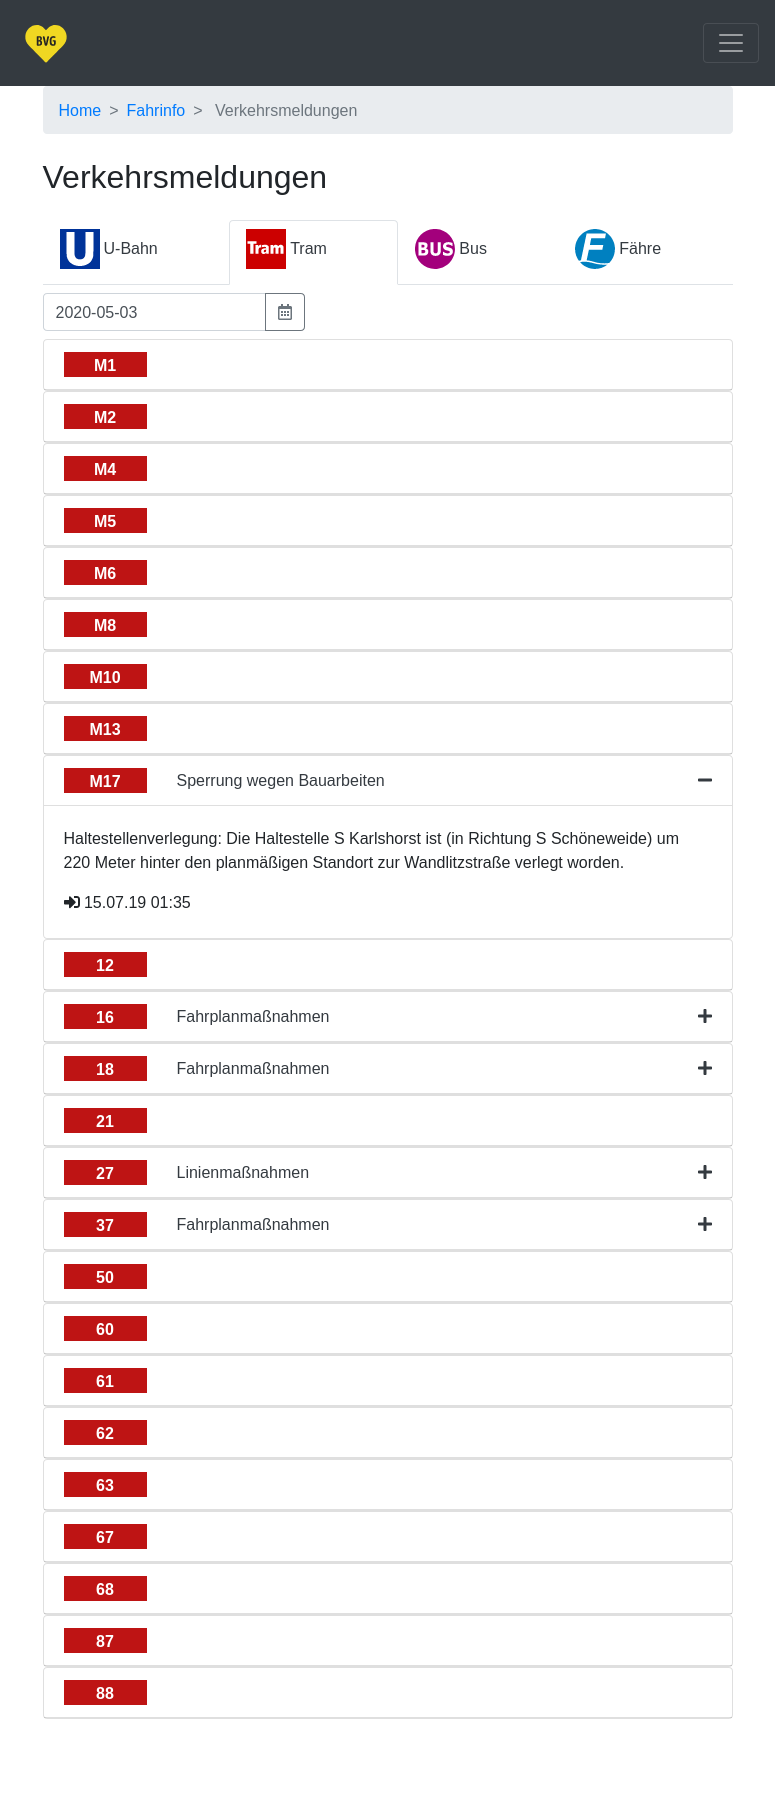 BVG
Home > Fahrinfo > Verkehrsmeldungen
Verkehrsmeldungen
U U-Bahn Tram Tram BUS Bus F Fähre
2020-05-03
M1
M2
M4
M5
M6
M8
M10
M13
M17 Sperrung wegen Bauarbeiten
Haltestellenverlegung: Die Haltestelle S Karlshorst ist (in Richtung S Schöneweide) um
220 Meter hinter den planmäßigen Standort zur Wandlitzstraße verlegt worden.
15.07.19 01:35
12
16 Fahrplanmaßnahmen
18 Fahrplanmaßnahmen
21
27 Linienmaßnahmen
37 Fahrplanmaßnahmen
50
60
61
62
63
67
68
87
88